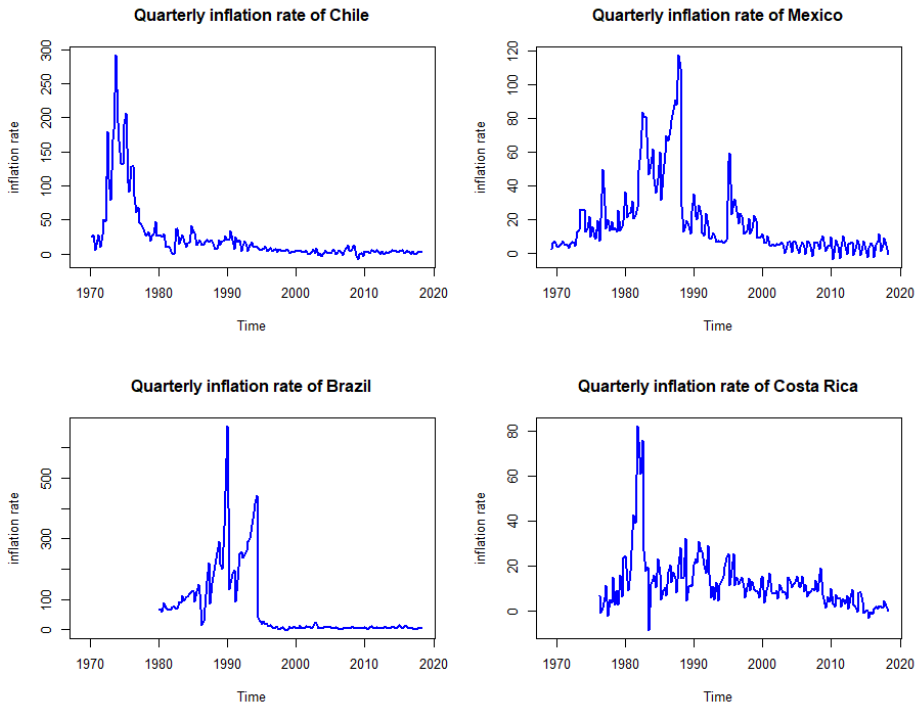 Quarterly inflation rate of Chile
inflation rate
300
250
200
150
100
50
0
1970 1980 1990 2000 2010 2020
Time
Quarterly inflation rate of Mexico
inflation rate
120
100
80
60
40
20
0
1970 1980 1990 2000 2010 2020
Time
Quarterly inflation rate of Brazil
inflation rate
500
300
100
0
1970 1980 1990 2000 2010 2020
Time
Quarterly inflation rate of Costa Rica
inflation rate
80
60
40
20
0
1970 1980 1990 2000 2010 2020
Time